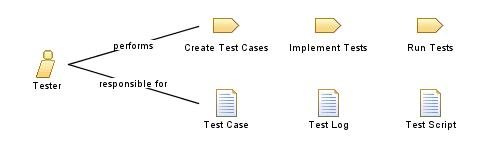 performs
Create Test Cases
Implement Tests
Run Tests
Tester
responsible for
Test Case
Test Log
Test Script